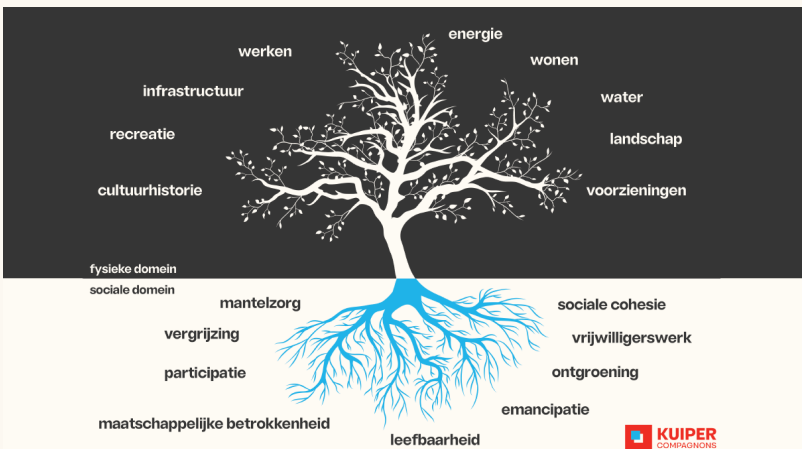 energie
werken
wonen
infrastructuur
water
recreatie
landschap
cultuurhistorie
voorzieningen
fysieke domein
sociale domein
mantelzorg
sociale cohesie
vergrijzing
vrijwilligerswerk
participatie
ontgroening
emancipatie
maatschappelijke betrokkenheid
leefbaarheid
KUIPER
COMPAGNONS